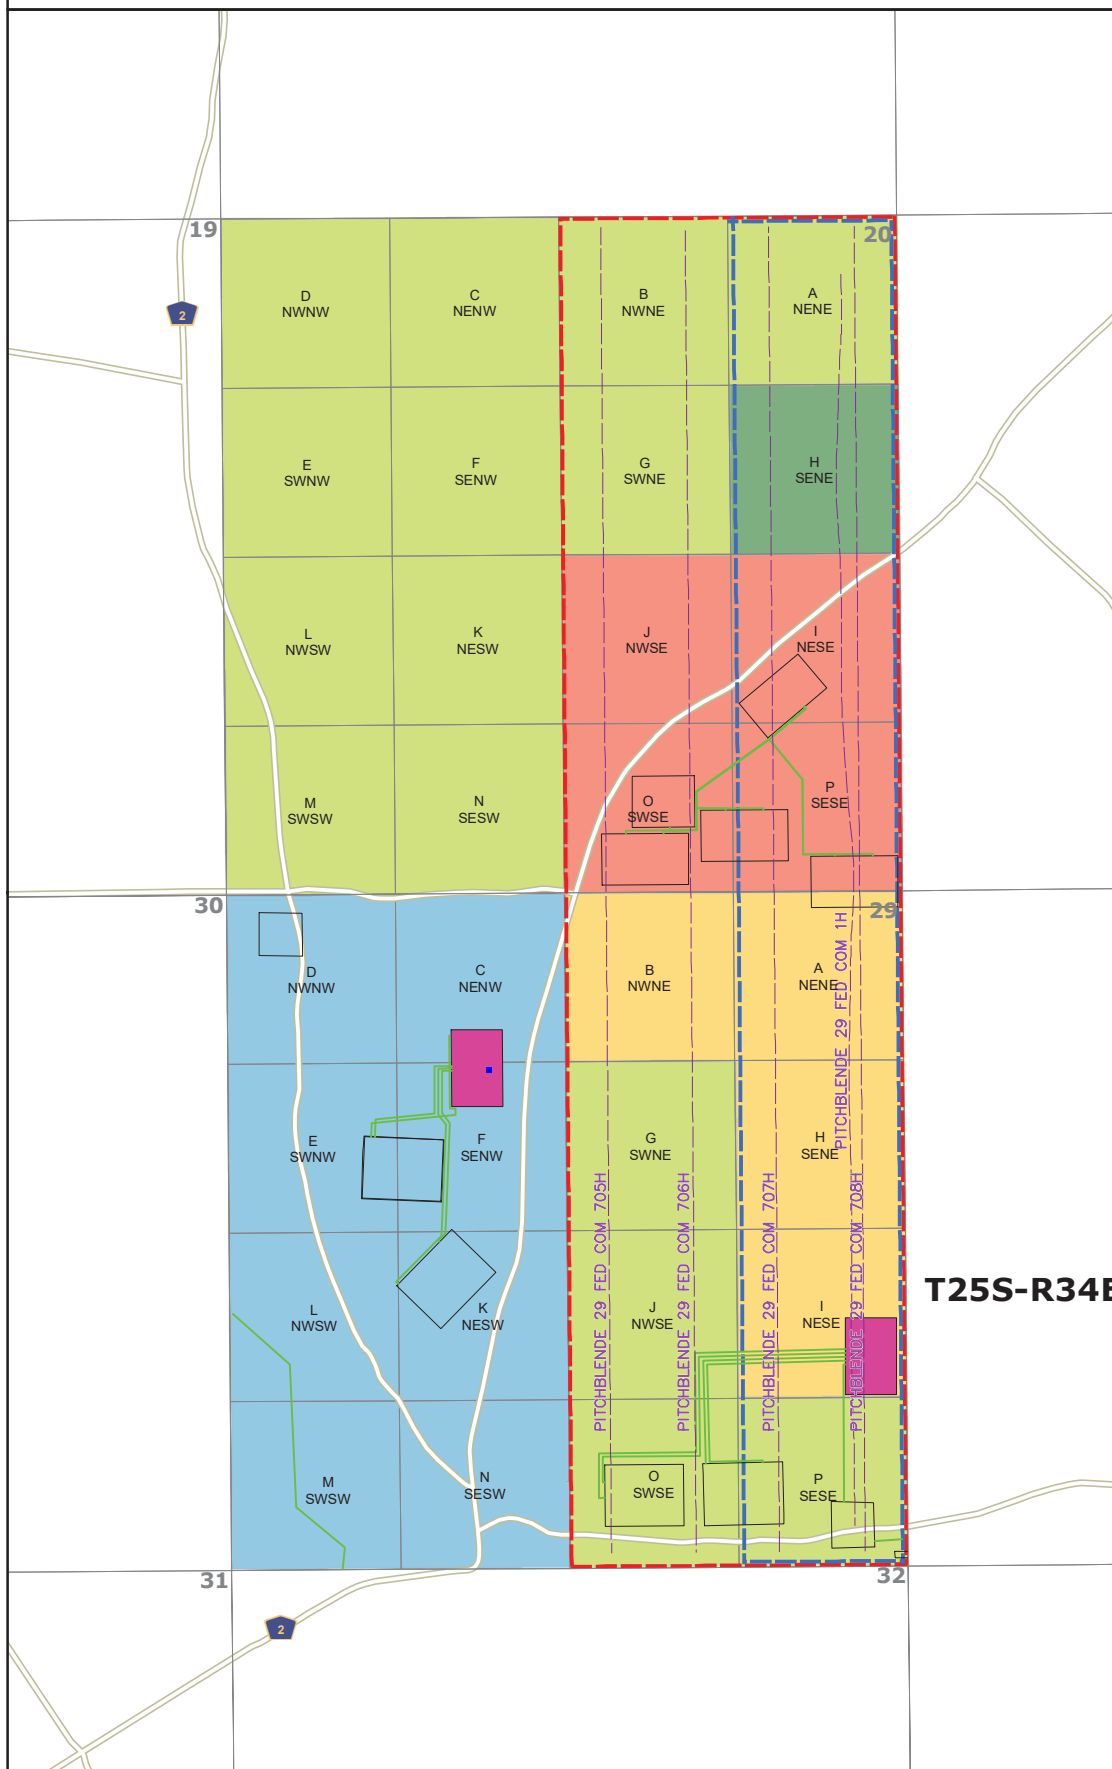 19
20
D
NWNW
C
NENW
B
NWNE
A
NENE
2
E
SWNW
F
SENW
G
SWNE
H
SENE
L
NWSW
K
NESW
J
NWSE
I
NESE
M
SWSW
N
SESW
O
SWSE
P
SESE
30
29
D
NWNW
C
NENW
B
NWNE
A
NENE
PITCHBLENDE 29 FED COM 1H
E
SWNW
F
SENW
G
SWNE
H
SENE
PITCHBLENDE 29 FED COM 705H
PITCHBLENDE 29 FED COM 706H
PITCHBLENDE 29 FED COM 707H
PITCHBLENDE 29 FED COM 708H
T25S-R34E
L
NWSW
K
NESW
J
NWSE
I
NESE
M
SWSW
N
SESW
O
SWSE
P
SESE
31
32
2